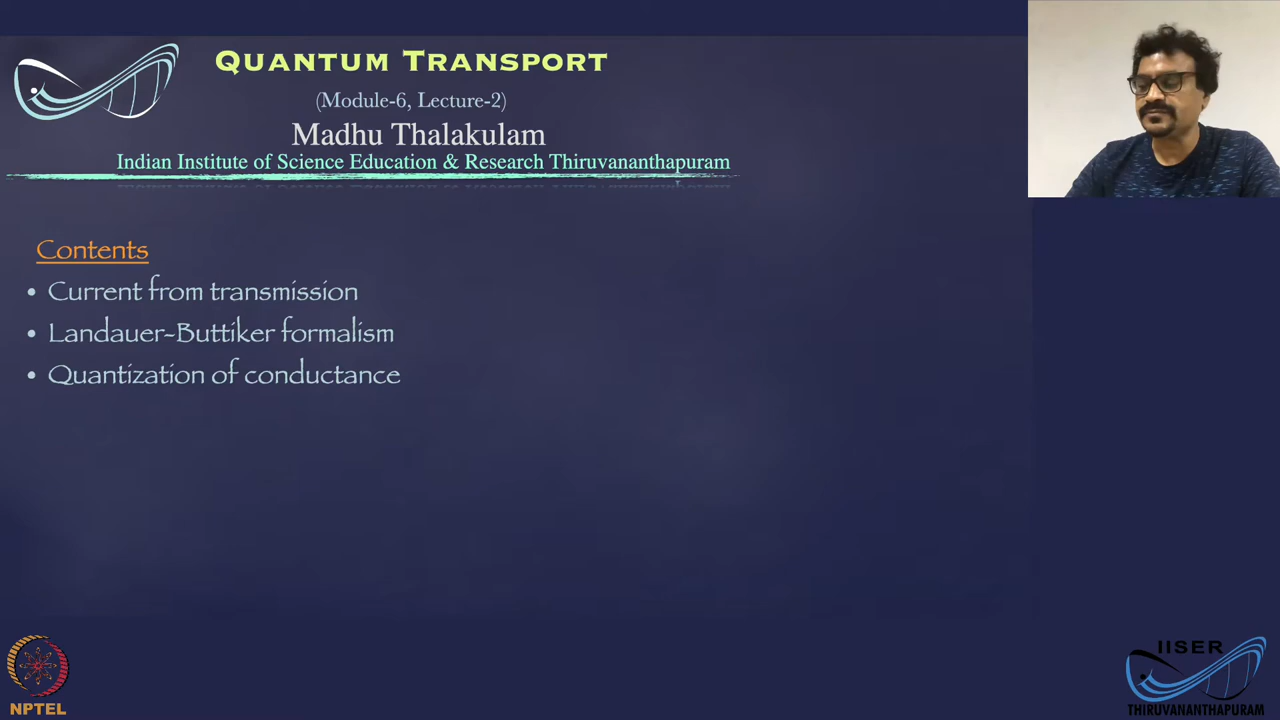 QUANTUM TRANSPORT
(Module-6, Lecture-2)
Madhu Thalakulam
Indian Institute of Science Education & Research Thiruvananthapuram
Contents
• Current from transmission
• Landauer-Buttiker formalism
• Quantization of conductance
NPTEL
IISER
THIRUVANANTHAPURAM